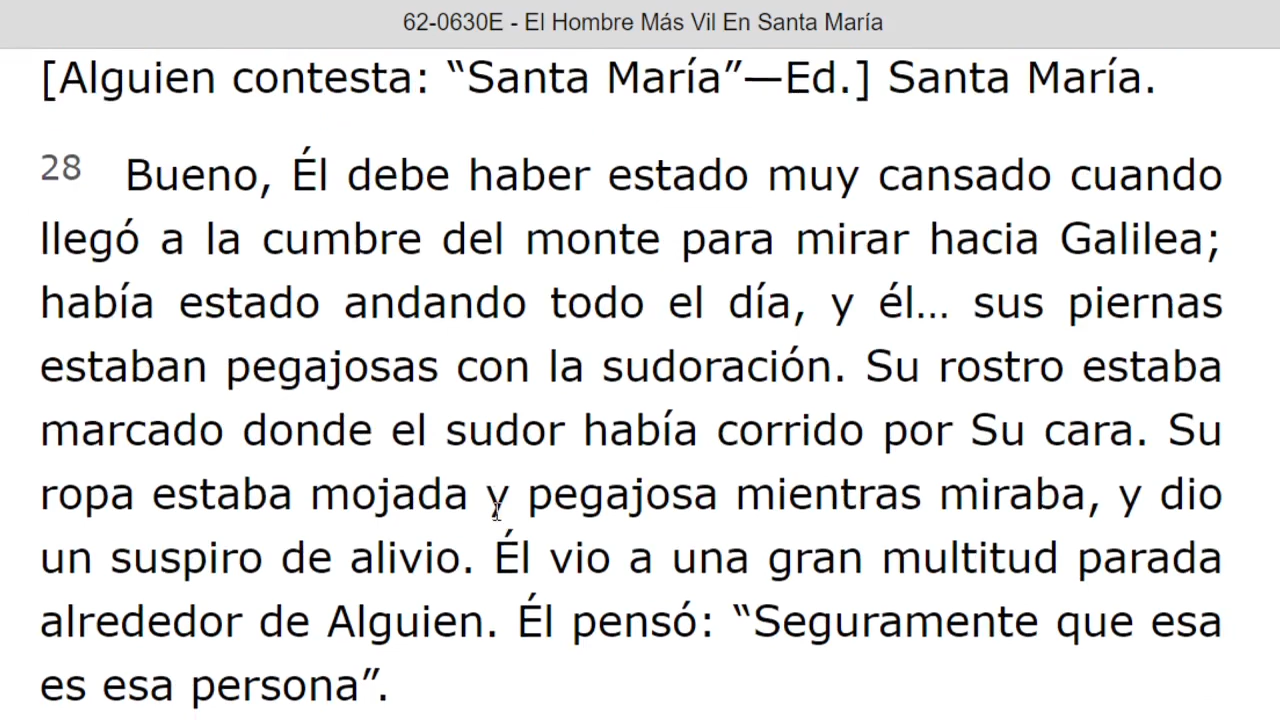 62-0630E - El Hombre Más Vil En Santa María
[Alguien contesta: “Santa María”—Ed.] Santa María.
28 Bueno, Él debe haber estado muy cansado cuando
llegó a la cumbre del monte para mirar hacia Galilea;
había estado andando todo el día, y él… sus piernas
estaban pegajosas con la sudoración. Su rostro estaba
marcado donde el sudor había corrido por Su cara. Su
ropa estaba mojada y pegajosa mientras miraba, y dio
un suspiro de alivio. Él vio a una gran multitud parada
alrededor de Alguien. Él pensó: “Seguramente que esa
es esa persona”.